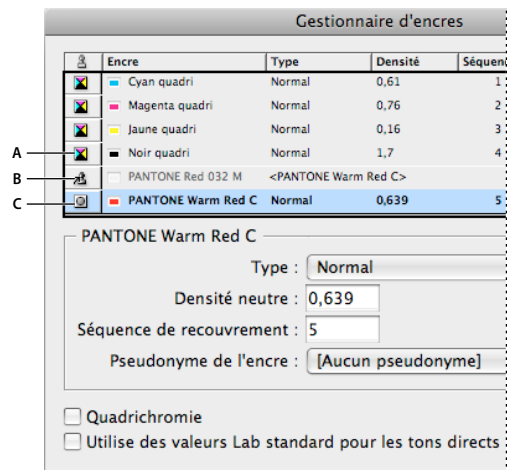 Gestionnaire d'encres
Encre Type Densité Séquen
Cyan quadri Normal 0,61 1
Magenta quadri Normal 0,76 2
Jaune quadri Normal 0,16 3
A Noir quadri Normal 1,7 4
B PANTONE Red 032 M <PANTONE Warm Red C>
C PANTONE Warm Red C Normal 0,639 5
PANTONE Warm Red C
Type : Normal
Densité neutre : 0,639
Séquence de recouvrement : 5
Pseudonyme de l'encre : [Aucun pseudonyme]
Quadrichromie
Utilise des valeurs Lab standard pour les tons directs